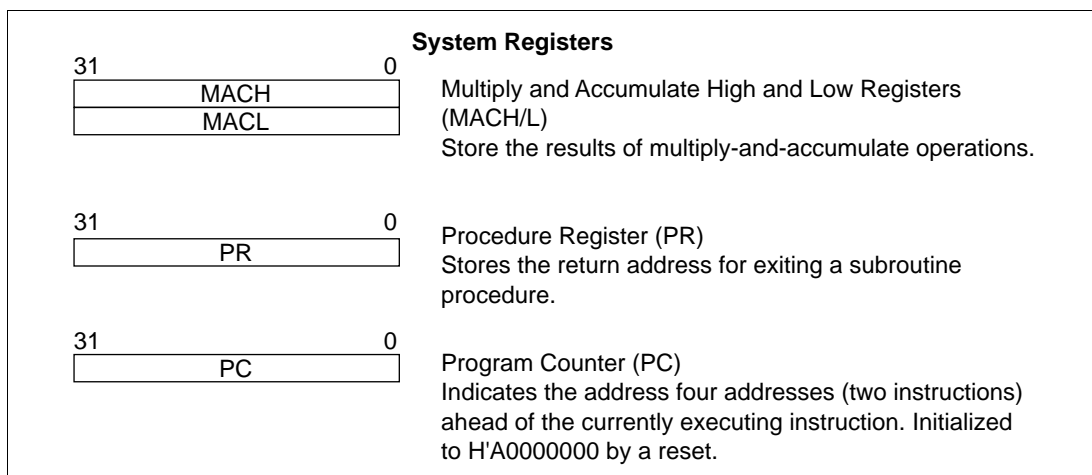 System Registers
31 0
MACH
MACL
Multiply and Accumulate High and Low Registers
(MACH/L)
Store the results of multiply-and-accumulate operations.
31 0
PR
Procedure Register (PR)
Stores the return address for exiting a subroutine
procedure.
31 0
PC
Program Counter (PC)
Indicates the address four addresses (two instructions)
ahead of the currently executing instruction. Initialized
to H'A0000000 by a reset.